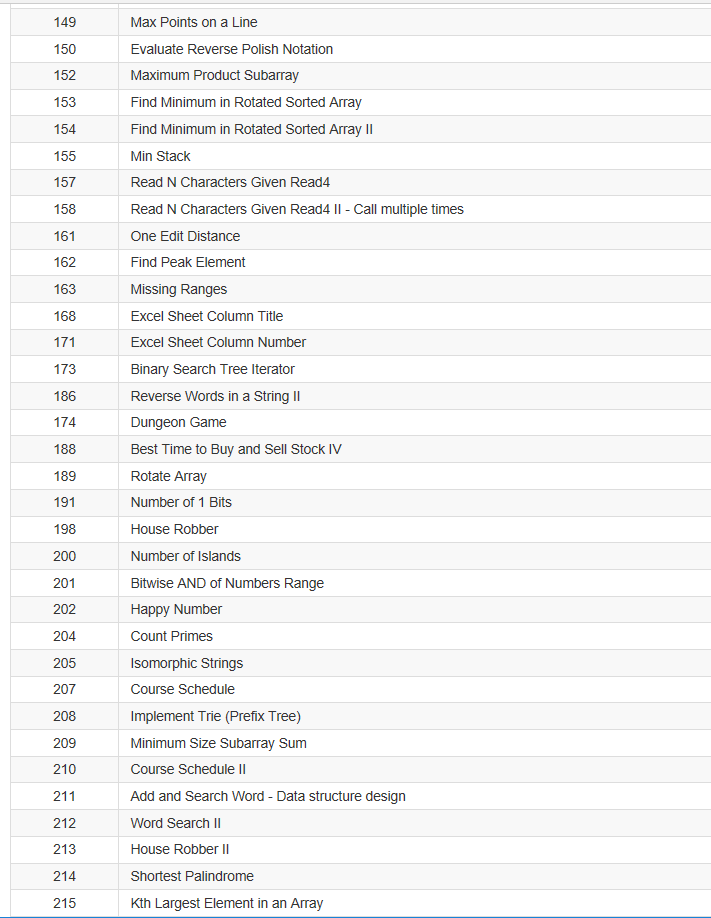 149 Max Points on a Line
150 Evaluate Reverse Polish Notation
152 Maximum Product Subarray
153 Find Minimum in Rotated Sorted Array
154 Find Minimum in Rotated Sorted Array II
155 Min Stack
157 Read N Characters Given Read4
158 Read N Characters Given Read4 II - Call multiple times
161 One Edit Distance
162 Find Peak Element
163 Missing Ranges
168 Excel Sheet Column Title
171 Excel Sheet Column Number
173 Binary Search Tree Iterator
186 Reverse Words in a String II
174 Dungeon Game
188 Best Time to Buy and Sell Stock IV
189 Rotate Array
191 Number of 1 Bits
198 House Robber
200 Number of Islands
201 Bitwise AND of Numbers Range
202 Happy Number
204 Count Primes
205 Isomorphic Strings
207 Course Schedule
208 Implement Trie (Prefix Tree)
209 Minimum Size Subarray Sum
210 Course Schedule II
211 Add and Search Word - Data structure design
212 Word Search II
213 House Robber II
214 Shortest Palindrome
215 Kth Largest Element in an Array